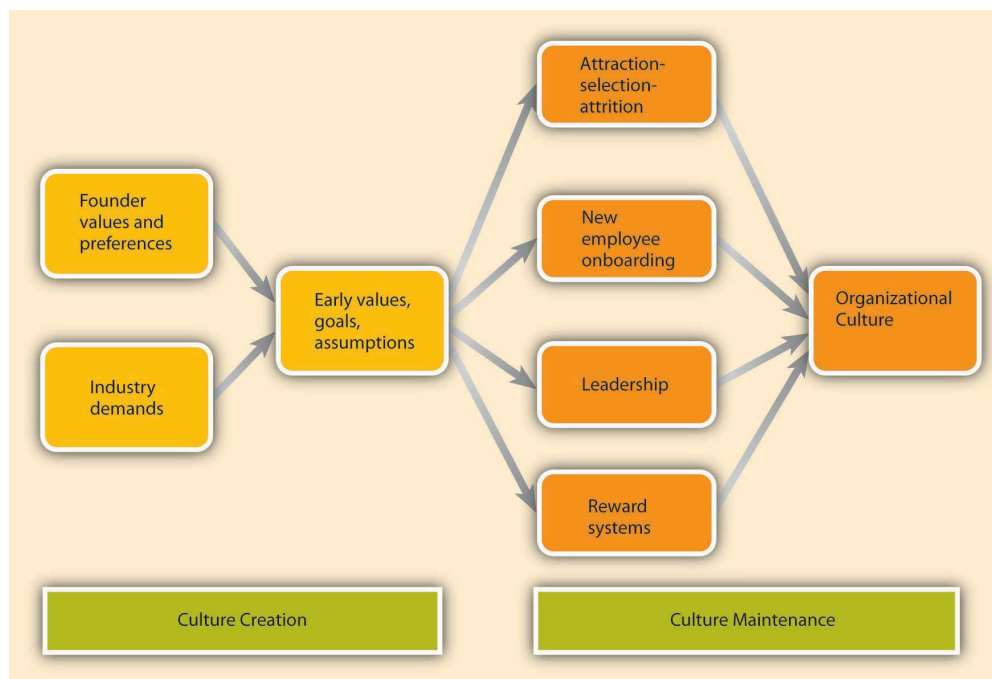 Founder
values and
preferences
Industry
demands
Early values,
goals,
assumptions
Attraction-
selection-
attrition
New
employee
onboarding
Leadership
Reward
systems
Organizational
Culture
Culture Creation
Culture Maintenance